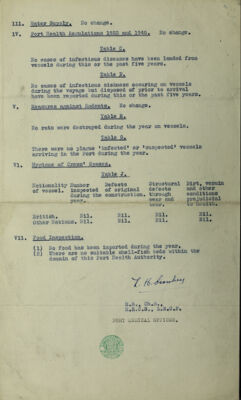 III. Water Supply. No change.
IV. Port Health Regulations 1933 and 1945. No change.
Table C.
No cases of infectious diseases have been landed from
vessels during this or the past five years.
Table D.
No cases of infectious sickness occuring on vessels
during the voyage but disposed of prior to arrival
have been reported during this or the past five years.
V. Measures against Rodents. No change.
Table E.
No rats were destroyed during the year on vessels.
Table G.
There were no plague 'infected' or 'suspected' vessels
arriving in the Port during the year.
VI. Hygiene of Crews' Spaces.
Table J.
Nationality Number Defects Structural Dirt, vermin
of vessel. inspected of original defects and other
during the construction. through conditions
year. wear and prejudicial
tear. to health.
British. Nil. Nil. Nil. Nil.
Other Nations. Nil. Nil. Nil. Nil.
VII. Food Inspection.
(1) No food has been imported during the year.
(2) There are no suitable shell-fish beds within the
domain of this Port Health Authority.
M.B., Ch.B.,
PORT MEDICAL OFFICER.